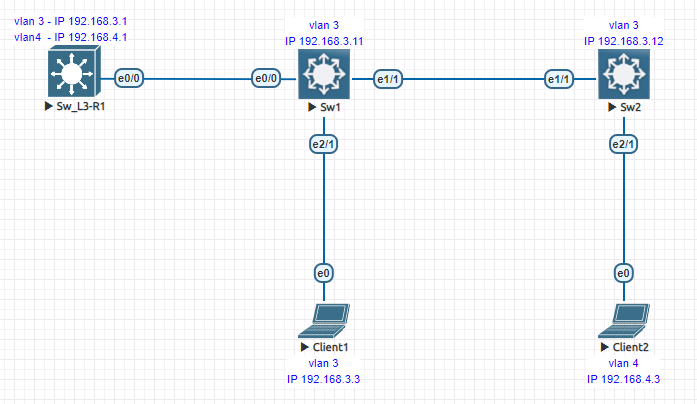 vlan 3 - IP 192.168.3.1
vlan4 - IP 192.168.4.1
vlan 3
IP 192.168.3.11
vlan 3
IP 192.168.3.12
e0/0
e0/0
e1/1
e1/1
Sw_L3-R1
Sw1
Sw2
e2/1
e2/1
e0
e0
Client1
Client2
vlan 3
IP 192.168.3.3
vlan 4
IP 192.168.4.3